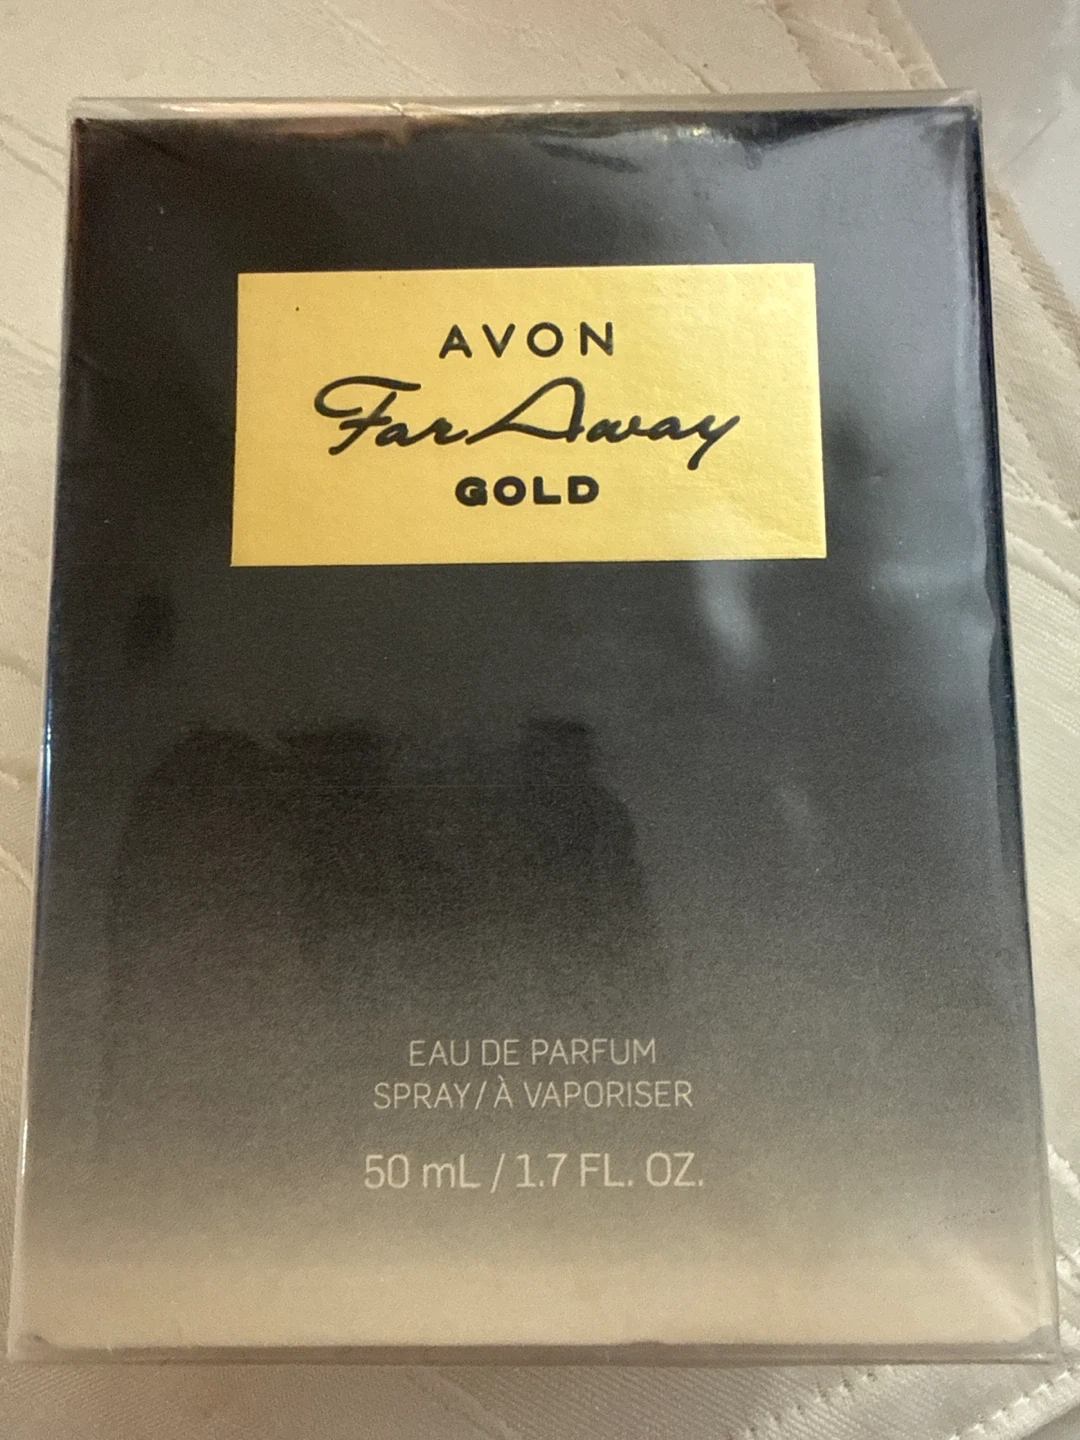 AVON
Far Away
GOLD
EAU DE PARFUM
SPRAY / À VAPORISER
50 mL / 1.7 FL. OZ.